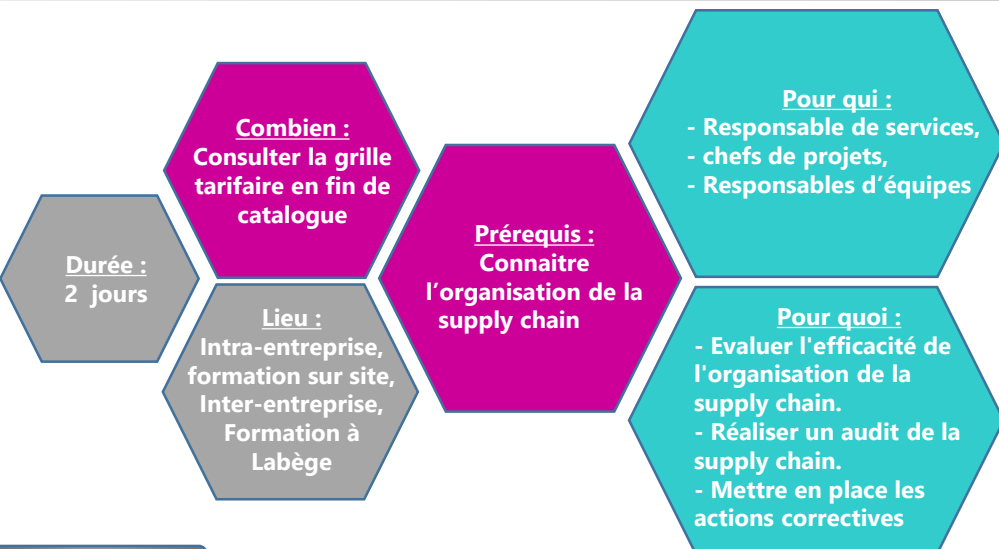 Durée :
2 jours
Combien :
Consulter la grille
tarifaire en fin de
catalogue
Lieu :
Intra-entreprise,
formation sur site,
Inter-entreprise,
Formation à
Labège
Prérequis :
Connaitre
l'organisation de la
supply chain
Pour qui :
- Responsable de services,
- chefs de projets,
- Responsables d'équipes
Pour quoi :
- Evaluer l'efficacité de
l'organisation de la
supply chain.
- Réaliser un audit de la
supply chain.
- Mettre en place les
actions correctives